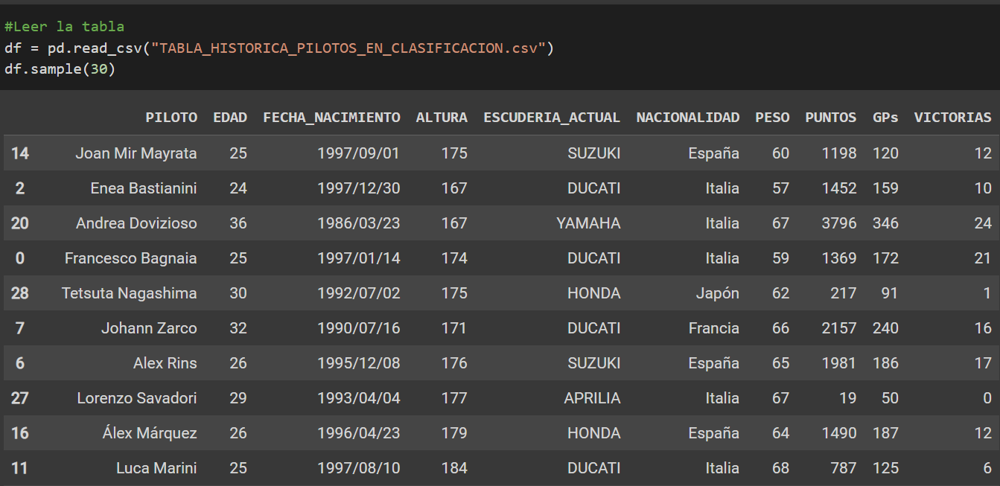 #Leer la tabla
df = pd.read_csv("TABLA_HISTORICA_PILOTOS_EN_CLASIFICACION.csv")
df.sample(30)
PILOTO EDAD FECHA_NACIMIENTO ALTURA ESCUDERIA_ACTUAL NACIONALIDAD PESO PUNTOS GPs VICTORIAS
14 Joan Mir Mayrata 25 1997/09/01 175 SUZUKI España 60 1198 120 12
2 Enea Bastianini 24 1997/12/30 167 DUCATI Italia 57 1452 159 10
20 Andrea Dovizioso 36 1986/03/23 167 YAMAHA Italia 67 3796 346 24
0 Francesco Bagnaia 25 1997/01/14 174 DUCATI Italia 59 1369 172 21
28 Tetsuta Nagashima 30 1992/07/02 175 HONDA Japón 62 217 91 1
7 Johann Zarco 32 1990/07/16 171 DUCATI Francia 66 2157 240 16
6 Alex Rins 26 1995/12/08 176 SUZUKI España 65 1981 186 17
27 Lorenzo Savadori 29 1993/04/04 177 APRILIA Italia 67 19 50 0
16 Álex Márquez 26 1996/04/23 179 HONDA España 64 1490 187 12
11 Luca Marini 25 1997/08/10 184 DUCATI Italia 68 787 125 6